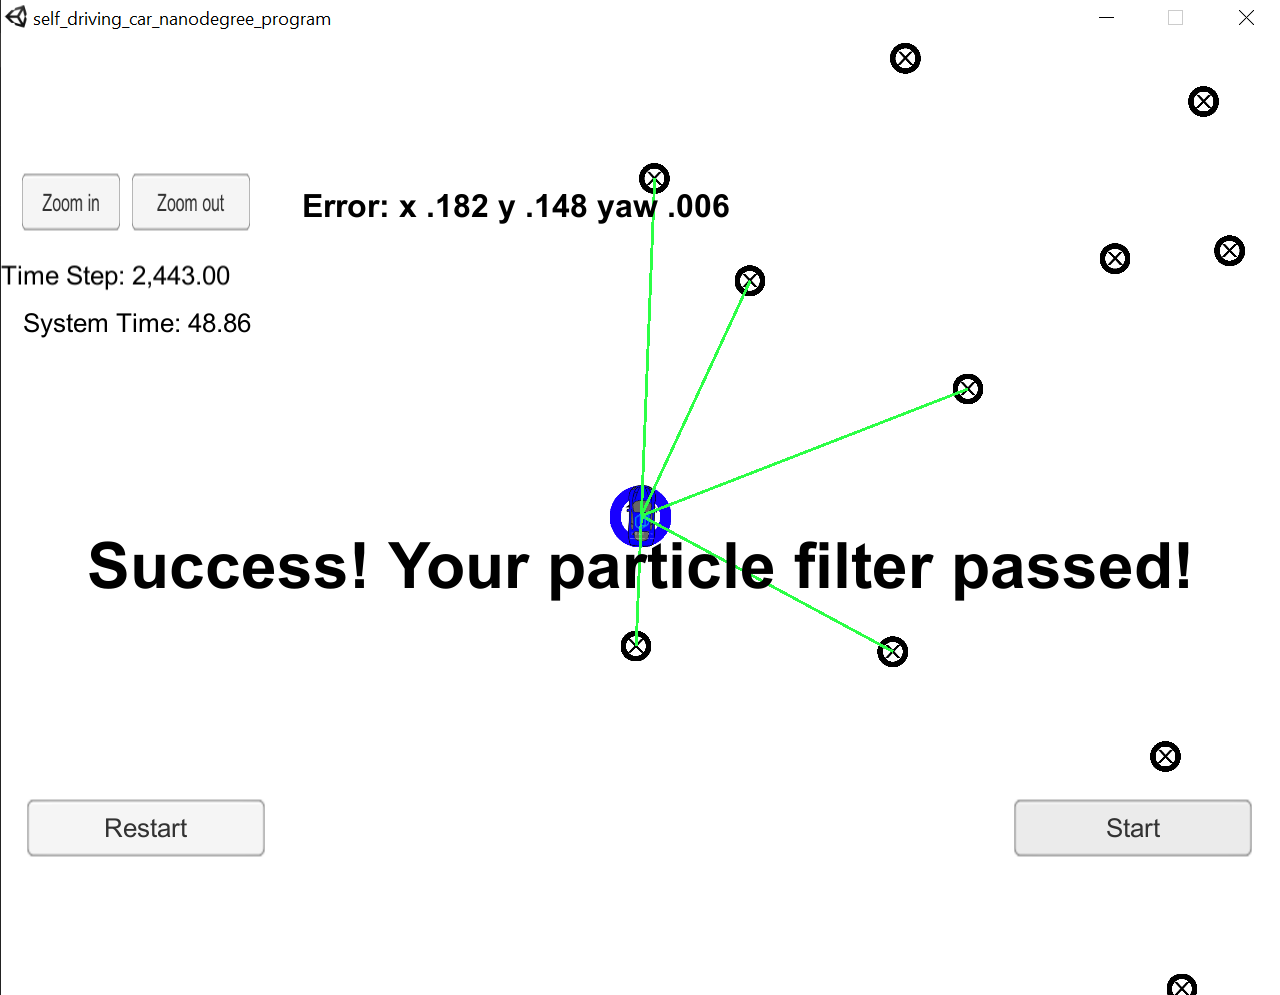 self_driving_car_nanodegree_program
Zoom in
Zoom out
Error: x .182 y .148 yaw .006
Time Step: 2,443.00
System Time: 48.86
Success! Your particle filter passed!
Restart
Start